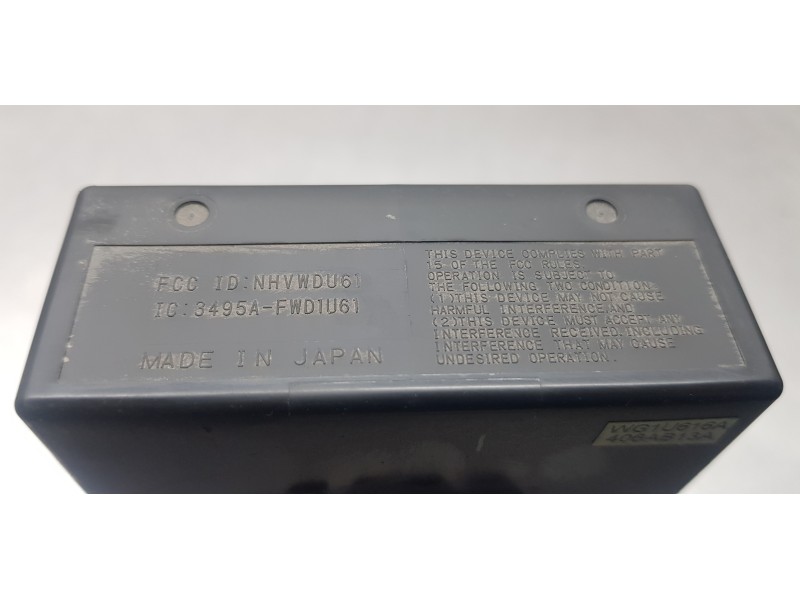 FCC ID:NHVWDU61
IC:3495A-FWD1U61
MADE IN JAPAN
THIS DEVICE COMPLIES WITH PART
15 OF THE FCC RULES.
OPERATION IS SUBJECT TO
THE FOLLOWING TWO CONDITIONS:
(1)THIS DEVICE MAY NOT CAUSE
HARMFUL INTERFERENCE,AND
(2)THIS DEVICE MUST ACCEPT ANY
INTERFERENCE RECEIVED,INCLUDING
INTERFERENCE THAT MAY CAUSE
UNDESIRED OPERATION.
WG1U616A
406AB13A